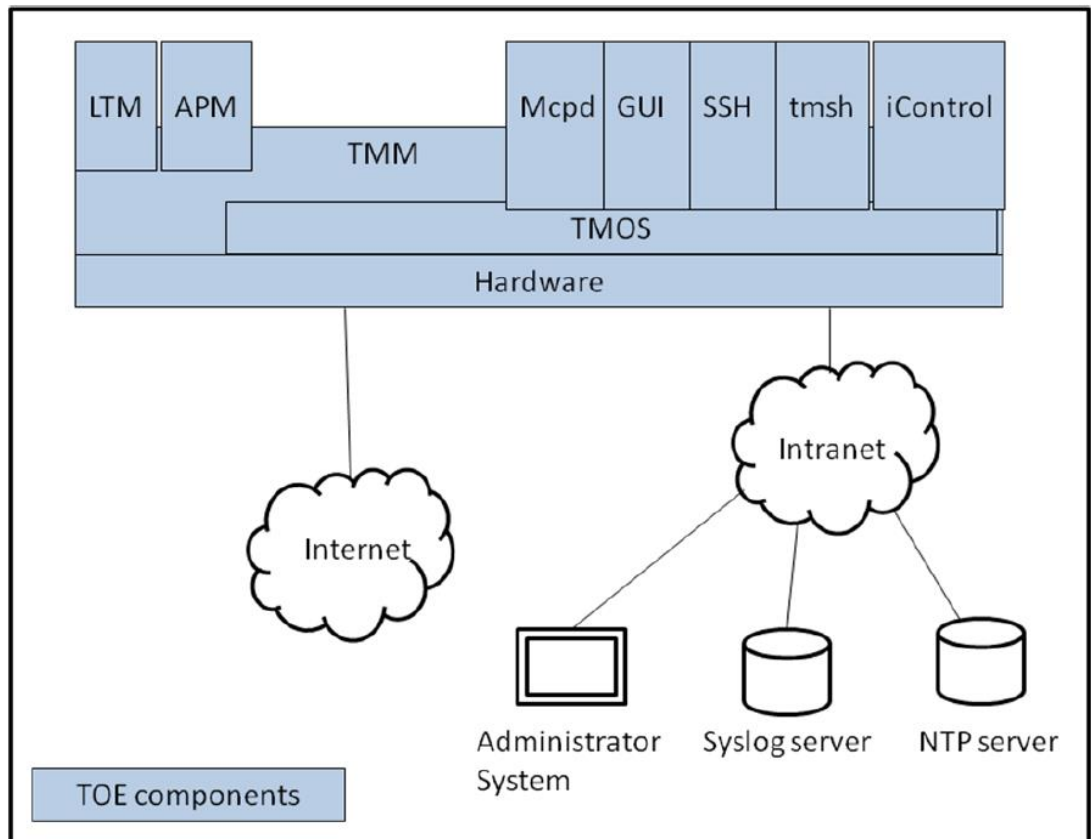 LTM
APM
TMM
Mcpd
GUI
SSH
tmsh
iControl
TMOS
Hardware
Intranet
Internet
Administrator
System
Syslog server
NTP server
TOE components